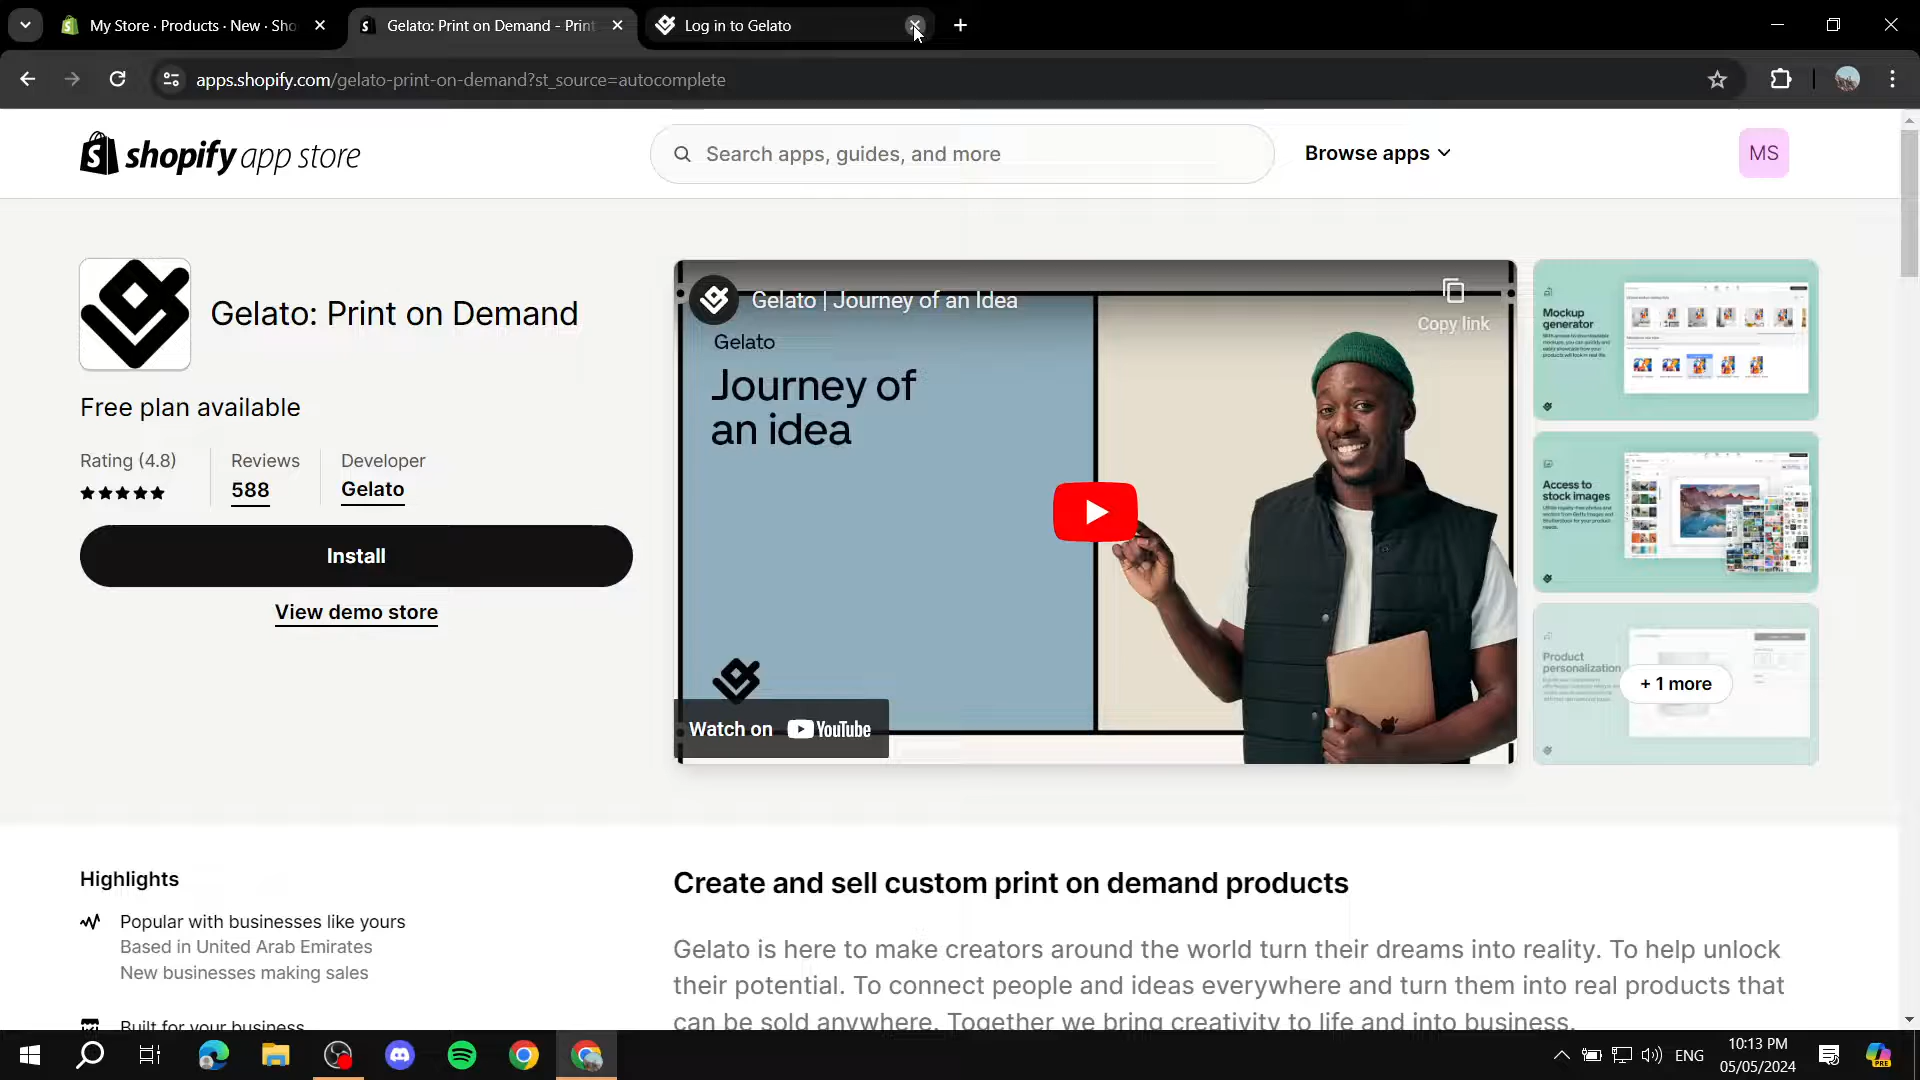 My Store · Products · New · Sho
Gelato: Print on Demand - Print
Log in to Gelato
apps.shopify.com/gelato-print-on-demand?st_source=autocomplete
shopify app store
Search apps, guides, and more
Browse apps
MS
Gelato: Print on Demand
Free plan available
Rating (4.8)
Reviews
588
Developer
Gelato
Install
View demo store
Gelato | Journey of an Idea
Copy link
Gelato
Journey of
an idea
Watch on YouTube
Mockup
generator
Access to
stock images
Product
personalization
+ 1 more
Highlights
Popular with businesses like yours
Based in United Arab Emirates
New businesses making sales
Built for your business
Create and sell custom print on demand products
Gelato is here to make creators around the world turn their dreams into reality. To help unlock
their potential. To connect people and ideas everywhere and turn them into real products that
can be sold anywhere. Together we bring creativity to life and into business.
ENG
10:13 PM
05/05/2024
PRE